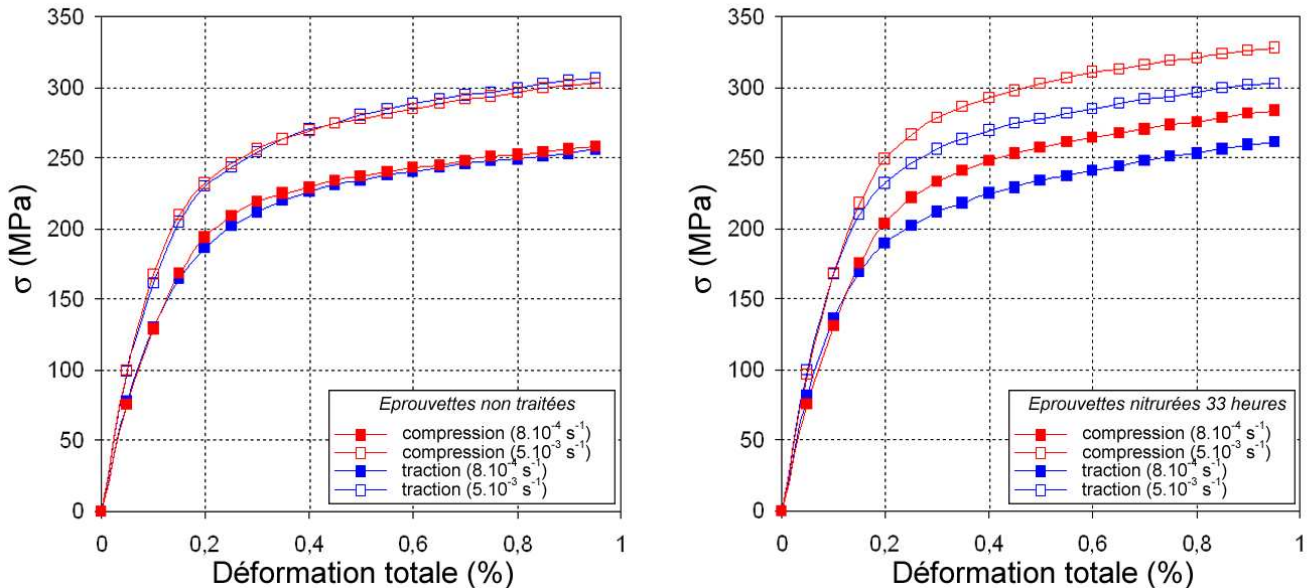 350
300
250
200
150
100
50
0
σ (MPa)
0 0,2 0,4 0,6 0,8 1
Déformation totale (%)
Eprouvettes non traitées
compression (8.10⁻⁴ s⁻¹)
compression (5.10⁻³ s⁻¹)
traction (8.10⁻⁴ s⁻¹)
traction (5.10⁻³ s⁻¹)
350
300
250
200
150
100
50
0
σ (MPa)
0 0,2 0,4 0,6 0,8 1
Déformation totale (%)
Eprouvettes nitrurées 33 heures
compression (8.10⁻⁴ s⁻¹)
compression (5.10⁻³ s⁻¹)
traction (8.10⁻⁴ s⁻¹)
traction (5.10⁻³ s⁻¹)